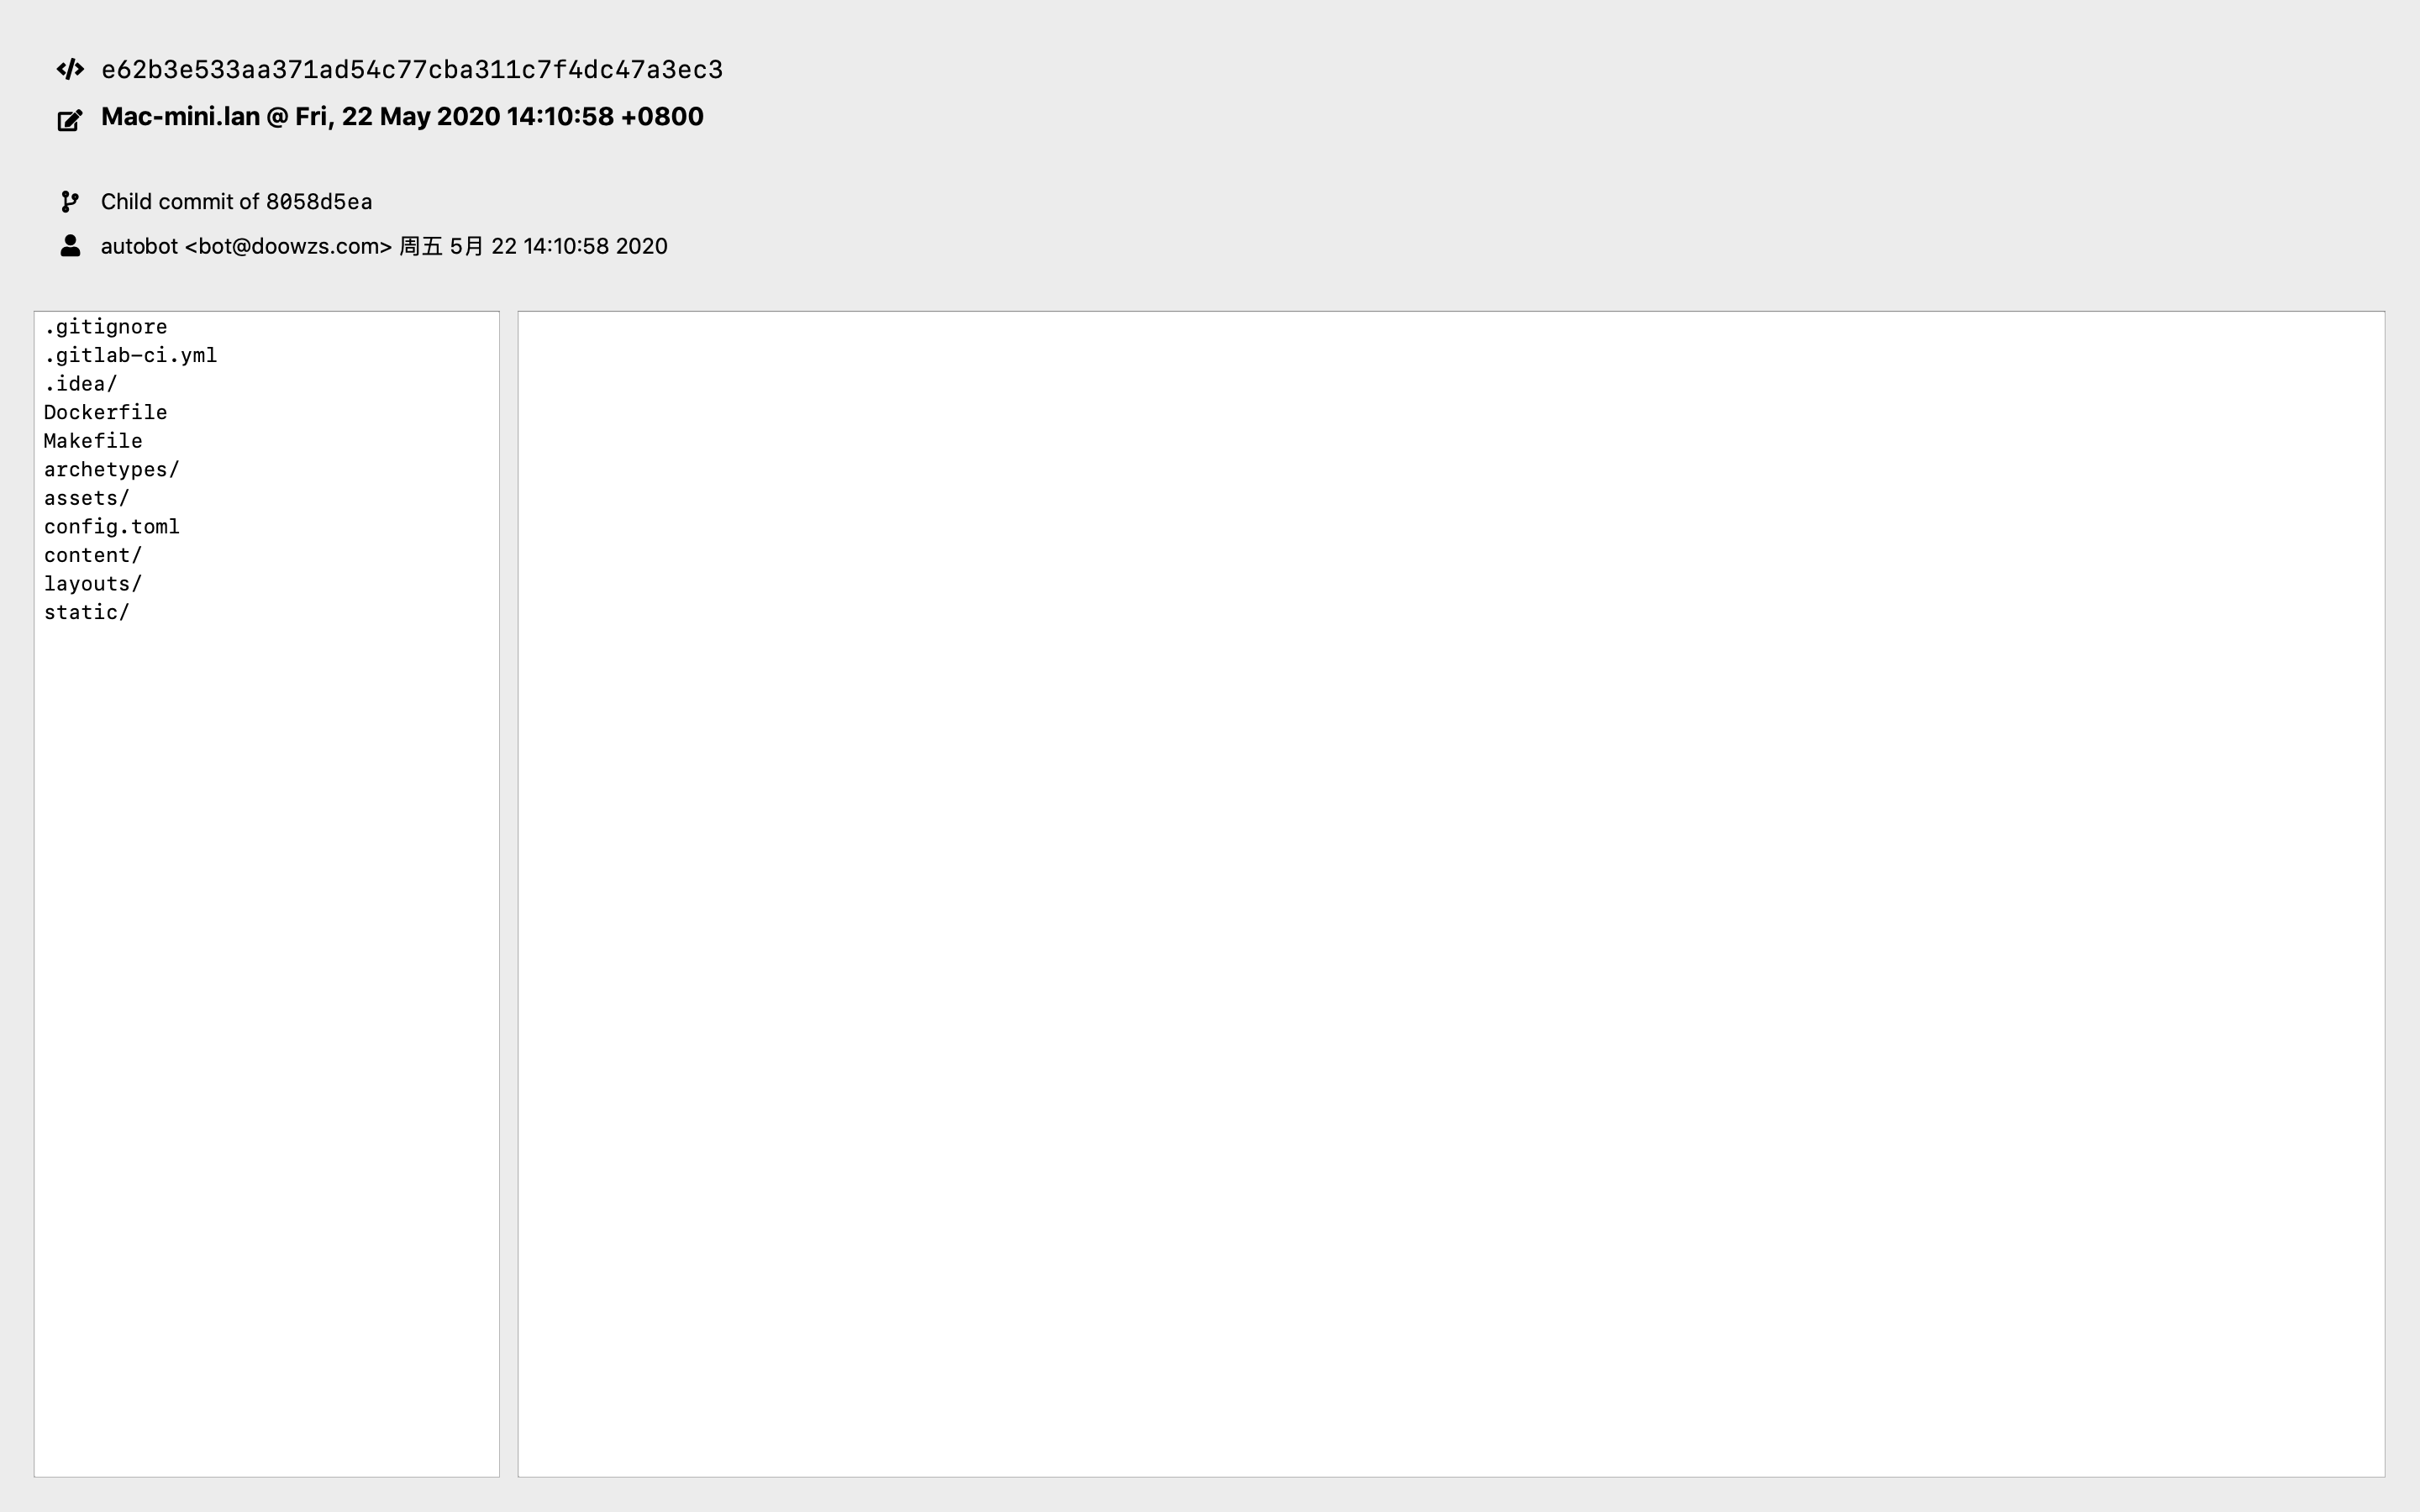 e62b3e533aa371ad54c77cba311c7f4dc47a3ec3
Mac-mini.lan @ Fri, 22 May 2020 14:10:58 +0800
Child commit of 8058d5ea
autobot <bot@doowzs.com> 周五 5月 22 14:10:58 2020
.gitignore
.gitlab-ci.yml
.idea/
Dockerfile
Makefile
archetypes/
assets/
config.toml
content/
layouts/
static/